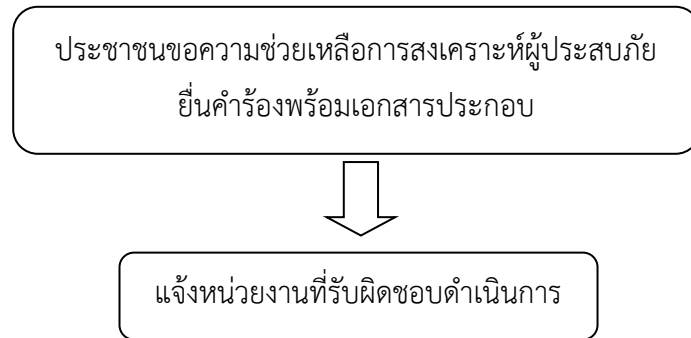 ประชาชนขอความช่วยเหลือการสงเคราะห์ผู้ประสบภัย
ยื่นคำร้องพร้อมเอกสารประกอบ
แจ้งหน่วยงานที่รับผิดชอบดำเนินการ